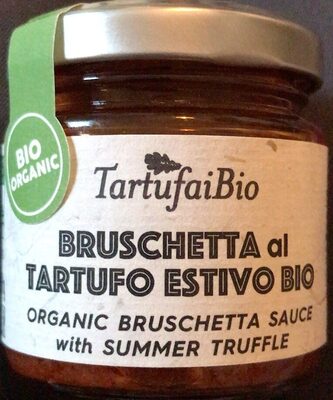 BIO
ORGANIC
TartufaiBio
BRUSCHETTA al
TARTUFO ESTIVO BIO
ORGANIC BRUSCHETTA SAUCE
with SUMMER TRUFFLE